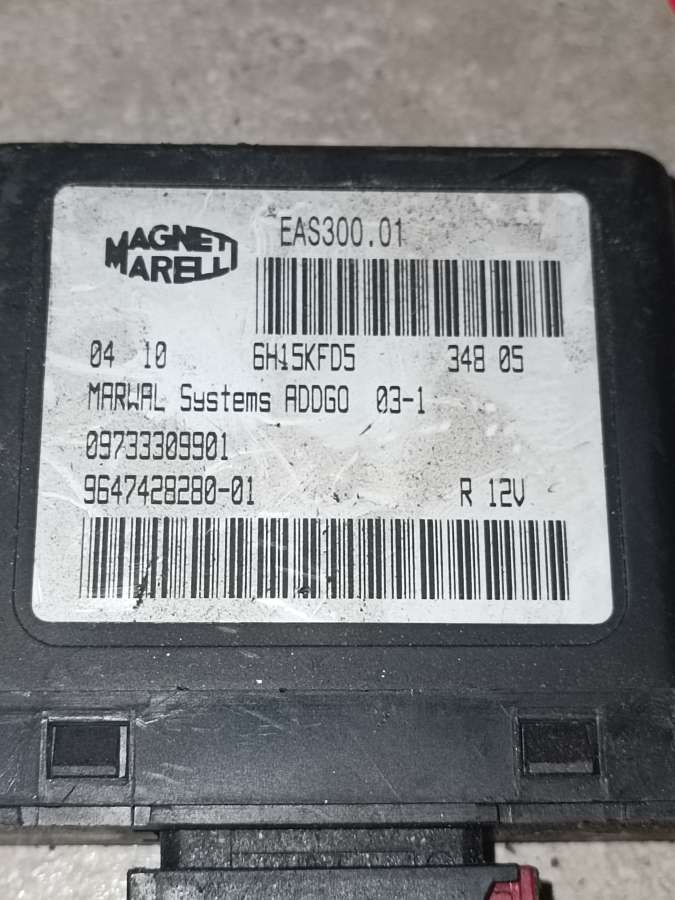 MAGNETI
MARELLI
EAS300.01
04 10 6H15KFD5 348 05
MARWAL Systems ADDGO 03-1
09733309901
9647428280-01 R 12V